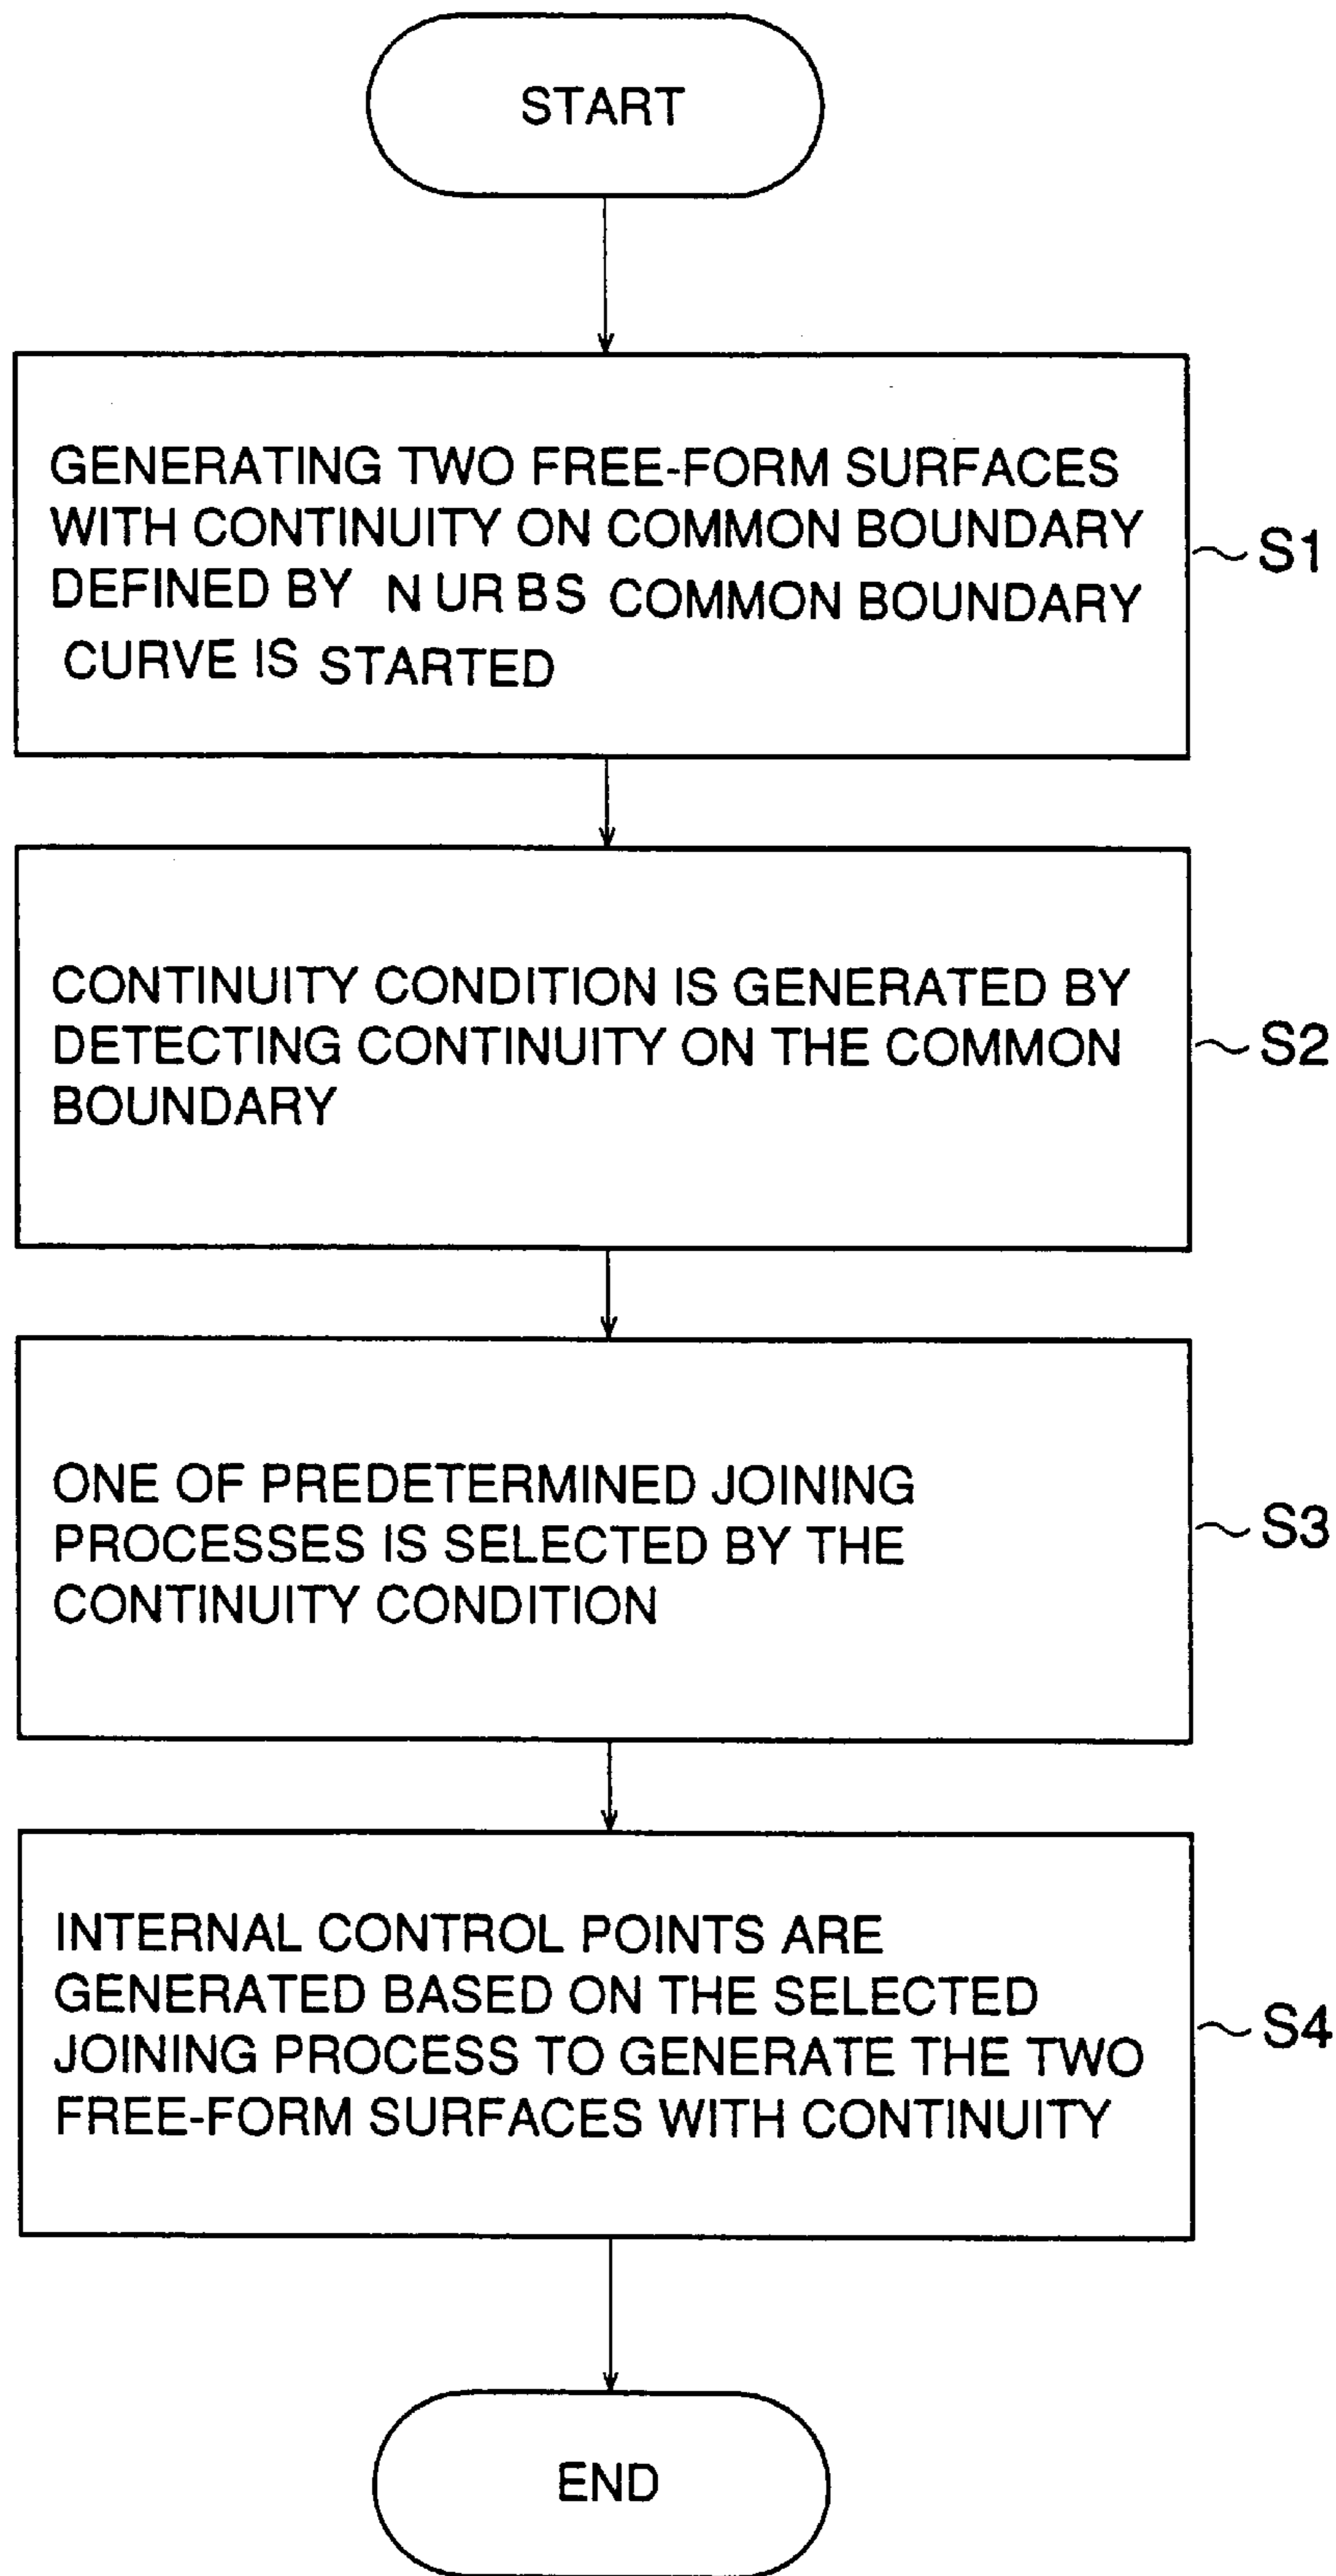 START
GENERATING TWO FREE-FORM SURFACES
WITH CONTINUITY ON COMMON BOUNDARY
DEFINED BY NURBS COMMON BOUNDARY
CURVE IS STARTED
S1
CONTINUITY CONDITION IS GENERATED BY
DETECTING CONTINUITY ON THE COMMON
BOUNDARY
S2
ONE OF PREDETERMINED JOINING
PROCESSES IS SELECTED BY THE
CONTINUITY CONDITION
S3
INTERNAL CONTROL POINTS ARE
GENERATED BASED ON THE SELECTED
JOINING PROCESS TO GENERATE THE TWO
FREE-FORM SURFACES WITH CONTINUITY
S4
END